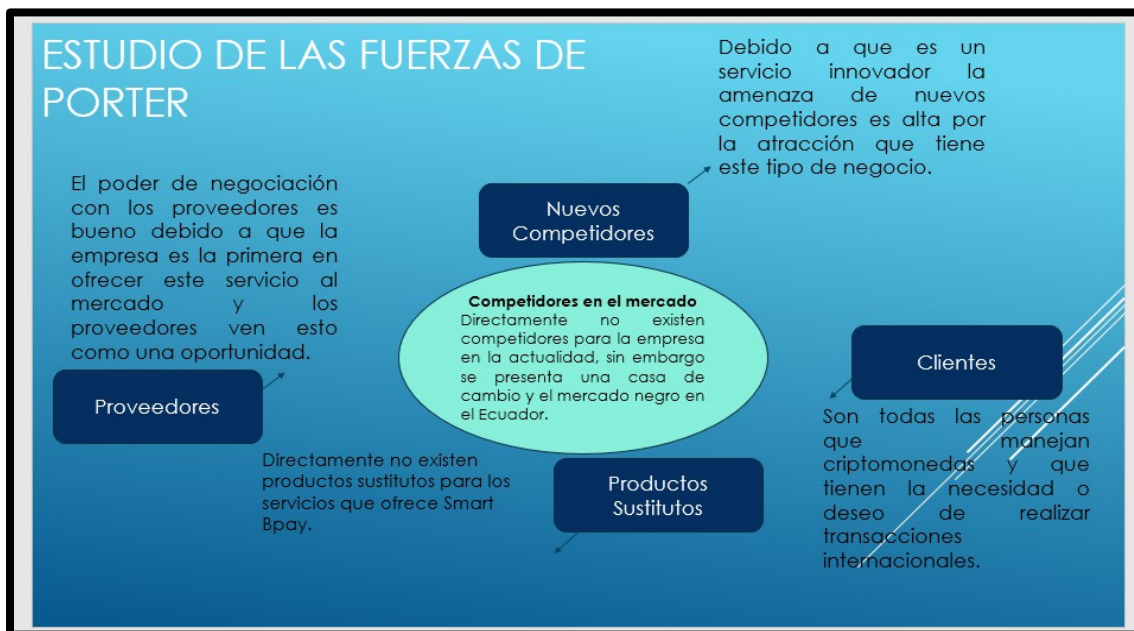 ESTUDIO DE LAS FUERZAS DE
PORTER
Debido a que es un
servicio innovador la
amenaza de nuevos
competidores es alta por
la atracción que tiene
este tipo de negocio.
El poder de negociación
con los proveedores es
bueno debido a que la
empresa es la primera en
ofrecer este servicio al
mercado y los
proveedores ven esto
como una oportunidad.
Nuevos
Competidores
Competidores en el mercado
Directamente no existen
competidores para la empresa
en la actualidad, sin embargo
se presenta una casa de
cambio y el mercado negro en
el Ecuador.
Proveedores
Clientes
Son todas las personas
que manejan
criptomonedas y que
tienen la necesidad o
deseo de realizar
transacciones
internacionales.
Directamente no existen
productos sustitutos para los
servicios que ofrece Smart
Bpay.
Productos
Sustitutos